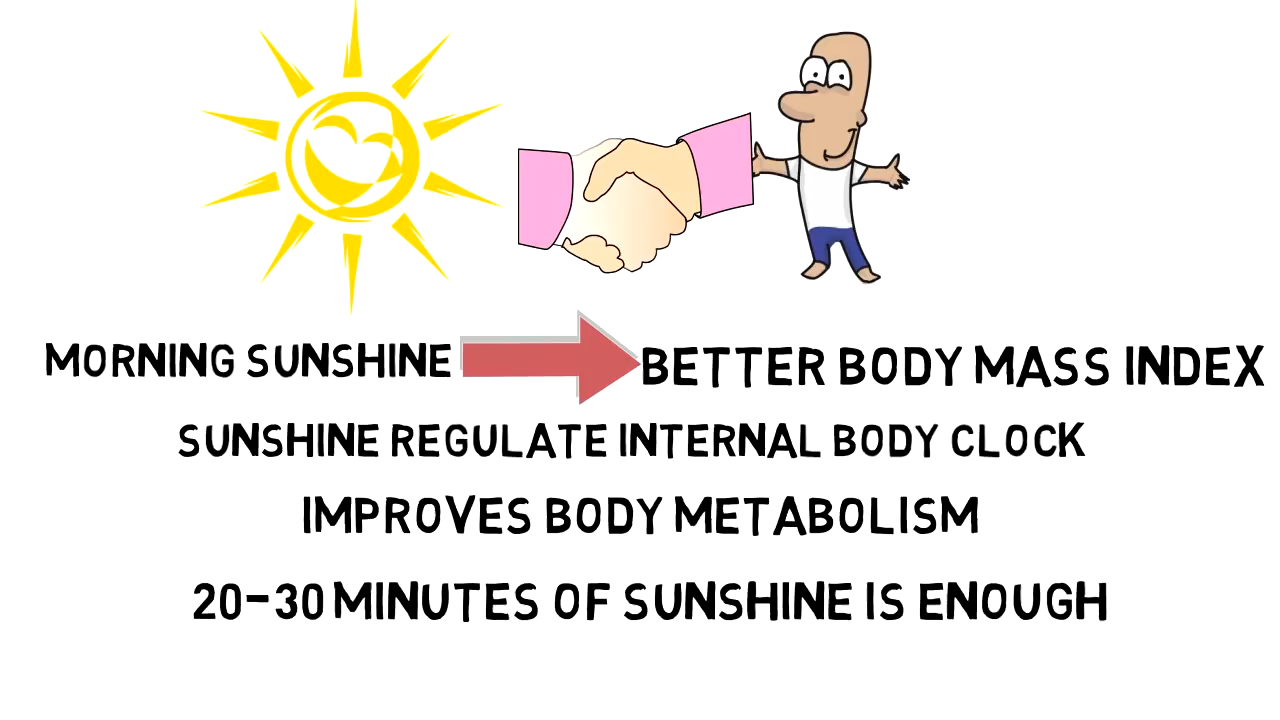 MORNING SUNSHINE BETTER BODY MASS INDEX
SUNSHINE REGULATE INTERNAL BODY CLOCK
IMPROVES BODY METABOLISM
20-30 MINUTES OF SUNSHINE IS ENOUGH